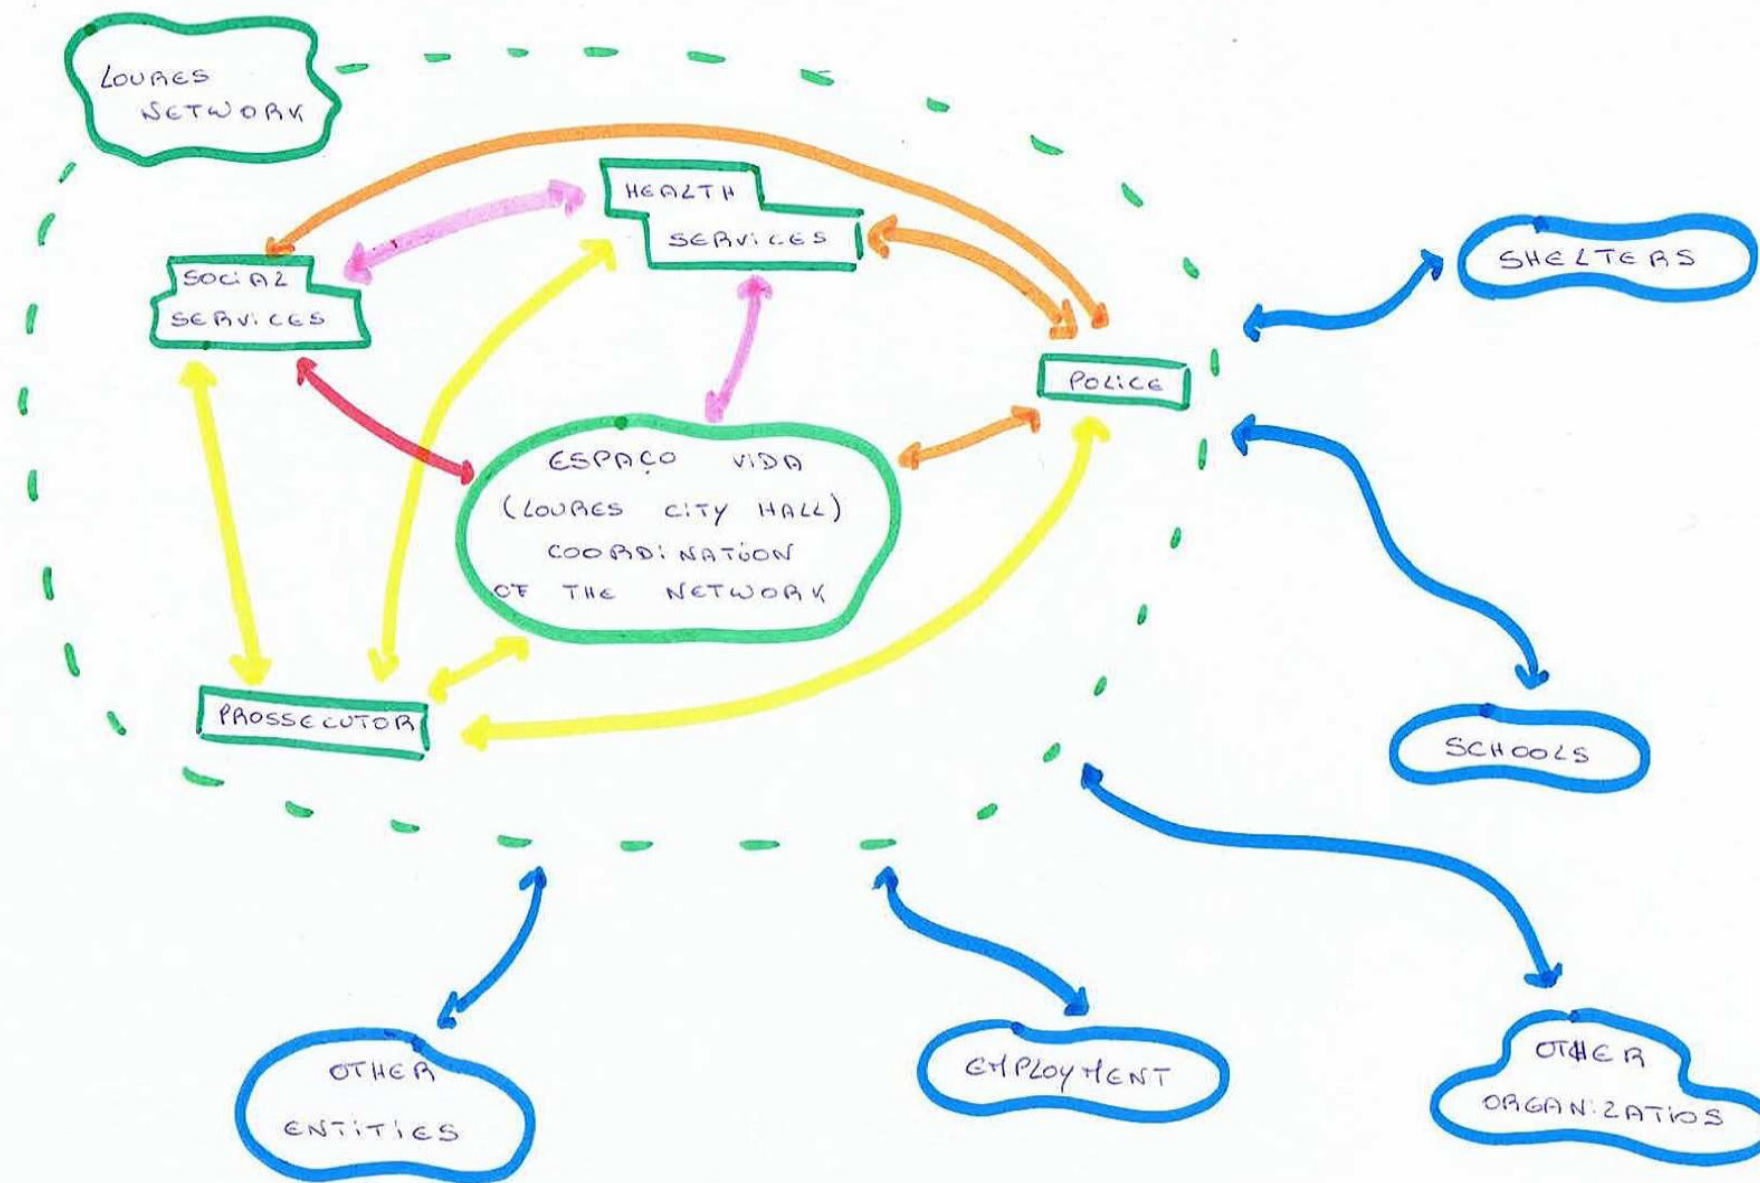 LOURES
NETWORK
HEALTH
SERVICES
SOCIAL
SERVICES
SHELTERS
POLICE
ESPAÇO VIDA
(LOURES CITY HALL)
COORDINATION
OF THE NETWORK
PROSSECUTOR
SCHOOLS
OTHER
ENTITIES
EMPLOYMENT
OTHER
ORGANIZATIOS